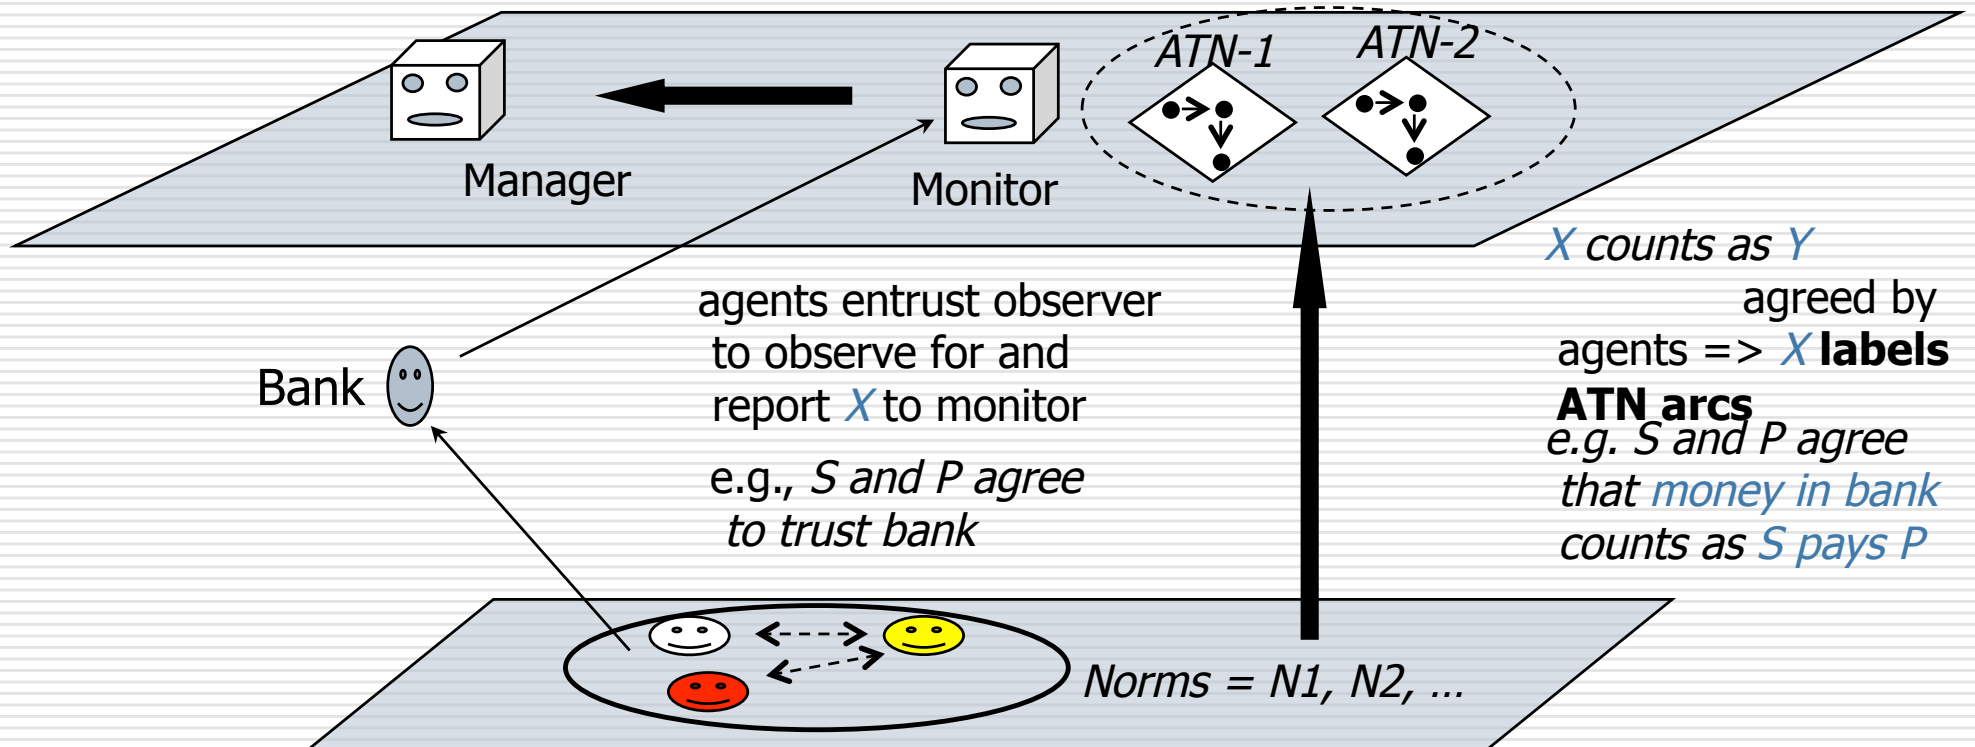 ATN-1
ATN-2
Manager
Monitor
X counts as Y
agreed by
agents => X labels
ATN arcs
e.g. S and P agree
that money in bank
counts as S pays P
agents entrust observer
to observe for and
report X to monitor
e.g., S and P agree
to trust bank
Bank
Norms = N1, N2, ...